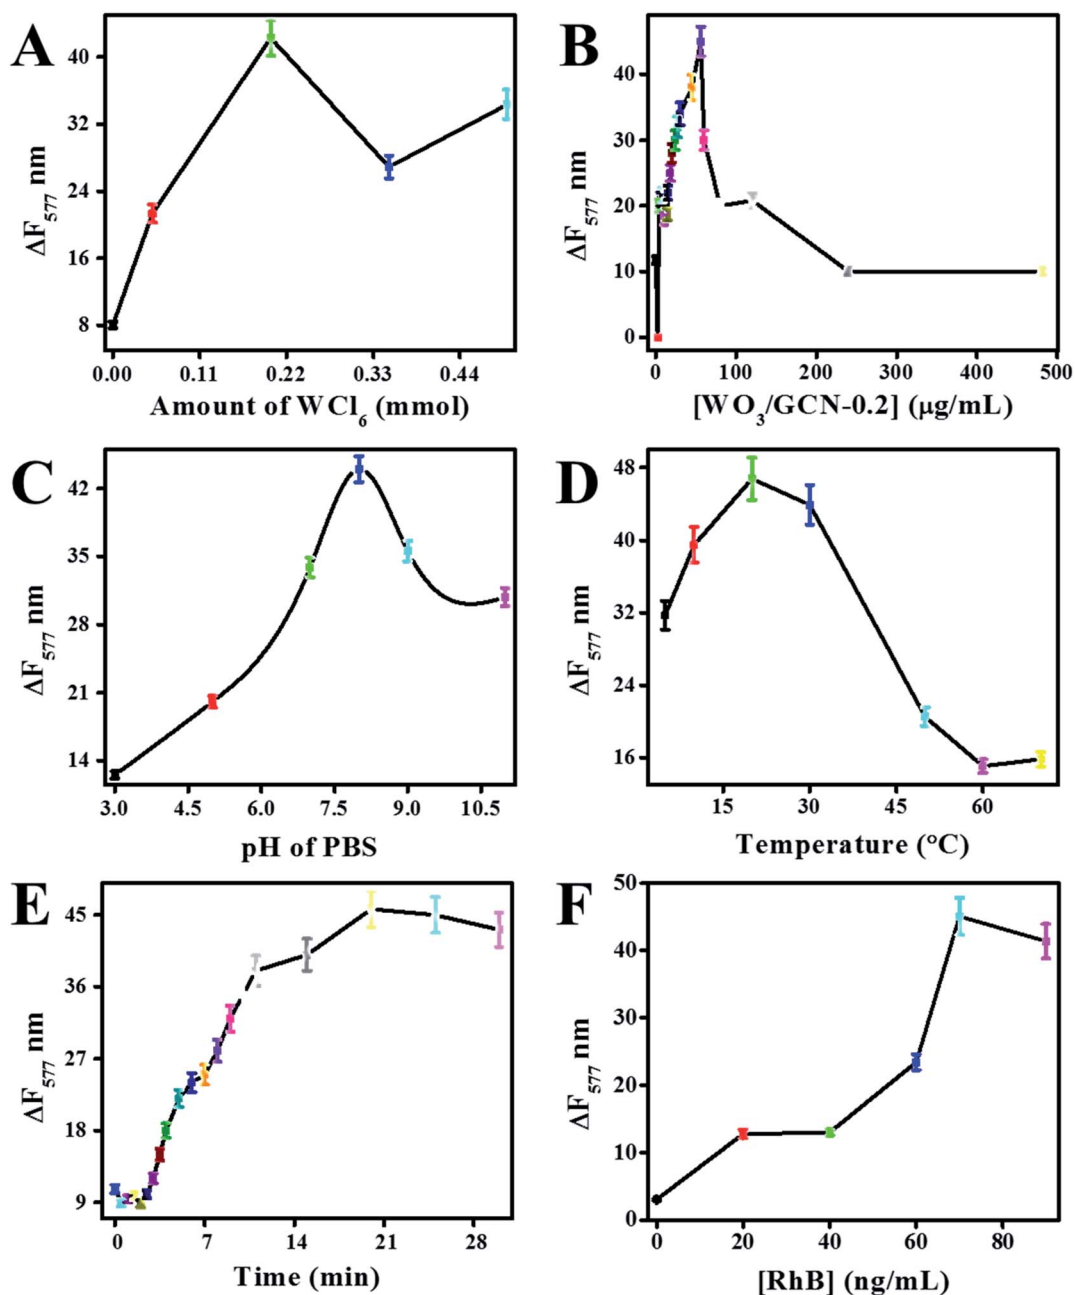 A
ΔF577 nm
40
32
24
16
8
0.00 0.11 0.22 0.33 0.44
Amount of WCl6 (mmol)
B
ΔF577 nm
40
30
20
10
0
0 100 200 300 400 500
[WO3/GCN-0.2] (μg/mL)
C
ΔF577 nm
42
35
28
21
14
3.0 4.5 6.0 7.5 9.0 10.5
pH of PBS
D
ΔF577 nm
48
40
32
24
16
15 30 45 60
Temperature (°C)
E
ΔF577 nm
45
36
27
18
9
0 7 14 21 28
Time (min)
F
ΔF577 nm
50
40
30
20
10
0
0 20 40 60 80
[RhB] (ng/mL)